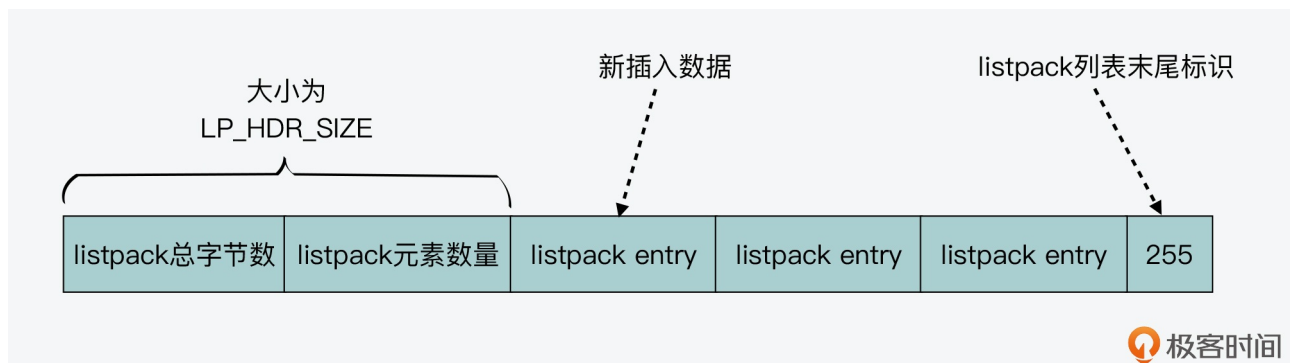 大小为
LP_HDR_SIZE
新插入数据
listpack列表末尾标识
listpack总字节数
listpack元素数量
listpack entry
listpack entry
listpack entry
255
极客时间